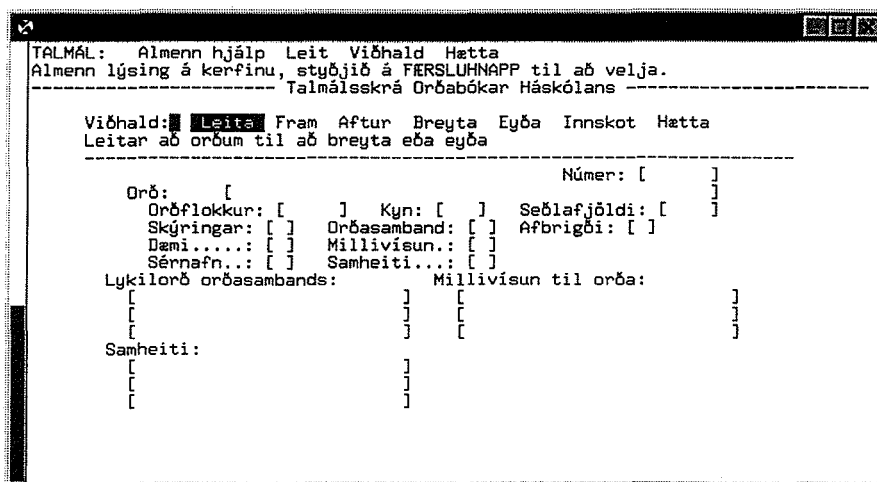 TALMÁL:   Almenn hjálp  Leit  Viðhald  Hætta
Almenn lýsing á kerfinu, styðjið á FÆRSLUHNAPP til að velja.
------------------------ Talmálsskrá Orðabókar Háskólans ------------------------
Viðhald:  Leita  Fram  Aftur  Breyta  Eyða  Innskot  Hætta
Leitar að orðum til að breyta eða eyða
------------------------------------------------------------------------
Númer: [      ]
Orð:     [                                                ]
Orðflokkur: [     ]   Kyn: [   ]   Seðlafjöldi: [    ]
Skýringar: [ ]   Orðasamband: [ ]  Afbrigði: [ ]
Dæmi.....: [ ]   Millivísun.: [ ]
Sérnafn..: [ ]   Samheiti...: [ ]
Lykilorð orðasambands:         Millivísun til orða:
[                         ]    [                         ]
[                         ]    [                         ]
[                         ]    [                         ]
Samheiti:
[                         ]
[                         ]
[                         ]